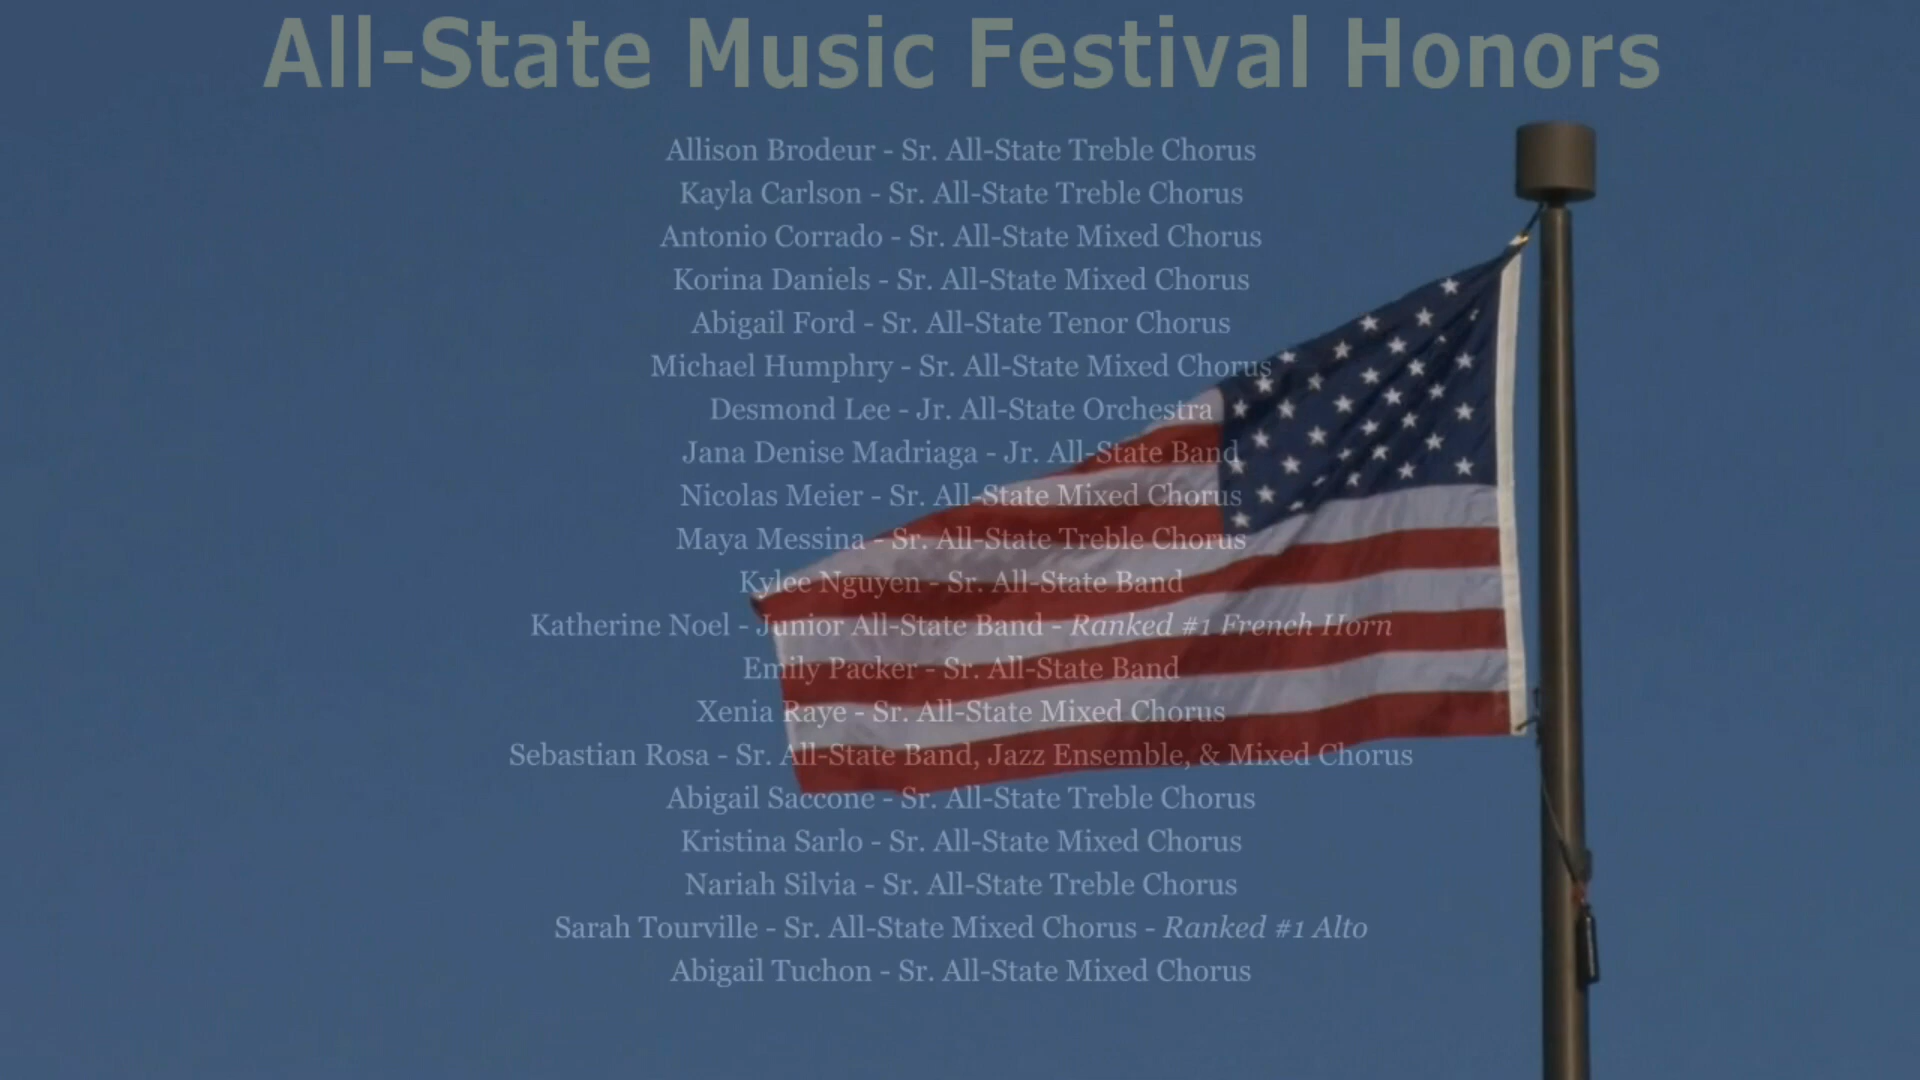 All-State Music Festival Honors
Allison Brodeur - Sr. All-State Treble Chorus
Kayla Carlson - Sr. All-State Treble Chorus
Antonio Corrado - Sr. All-State Mixed Chorus
Korina Daniels - Sr. All-State Mixed Chorus
Abigail Ford - Sr. All-State Tenor Chorus
Michael Humphry - Sr. All-State Mixed Chorus
Desmond Lee - Jr. All-State Orchestra
Jana Denise Madriaga - Jr. All-State Band
Nicolas Meier - Sr. All-State Mixed Chorus
Maya Messina - Sr. All-State Treble Chorus
Kylee Nguyen - Sr. All-State Band
Katherine Noel - Junior All-State Band - Ranked #1 French Horn
Emily Packer - Sr. All-State Band
Xenia Raye - Sr. All-State Mixed Chorus
Sebastian Rosa - Sr. All-State Band, Jazz Ensemble, & Mixed Chorus
Abigail Saccone - Sr. All-State Treble Chorus
Kristina Sarlo - Sr. All-State Mixed Chorus
Nariah Silvia - Sr. All-State Treble Chorus
Sarah Tourville - Sr. All-State Mixed Chorus - Ranked #1 Alto
Abigail Tuchon - Sr. All-State Mixed Chorus